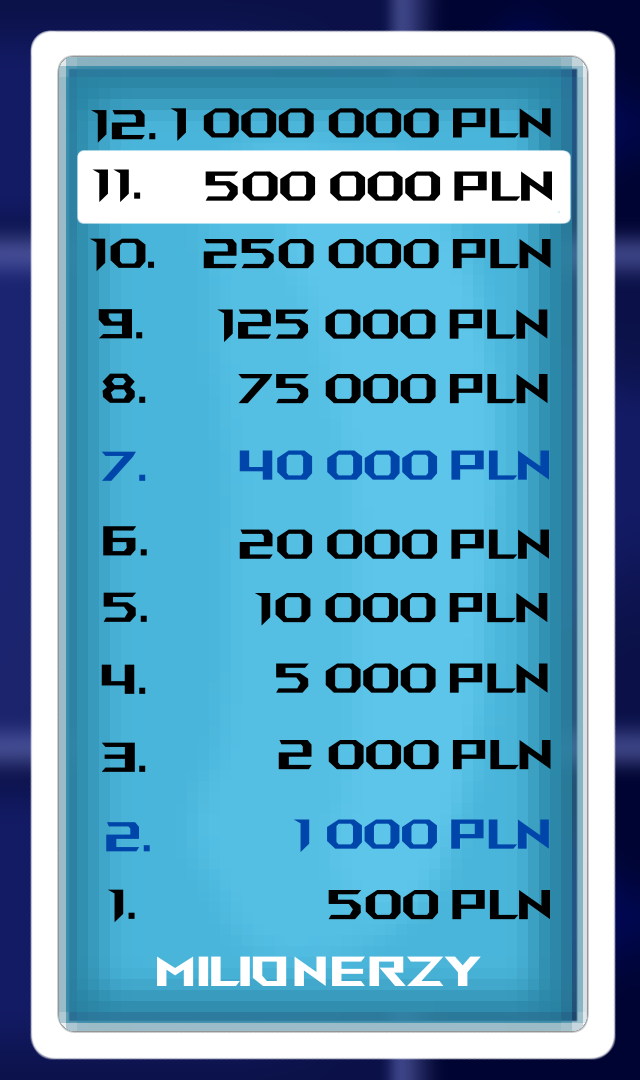 12. 1 000 000 PLN
11. 500 000 PLN
10. 250 000 PLN
9. 125 000 PLN
8. 75 000 PLN
7. 40 000 PLN
6. 20 000 PLN
5. 10 000 PLN
4. 5 000 PLN
3. 2 000 PLN
2. 1 000 PLN
1. 500 PLN
MILIONERZY